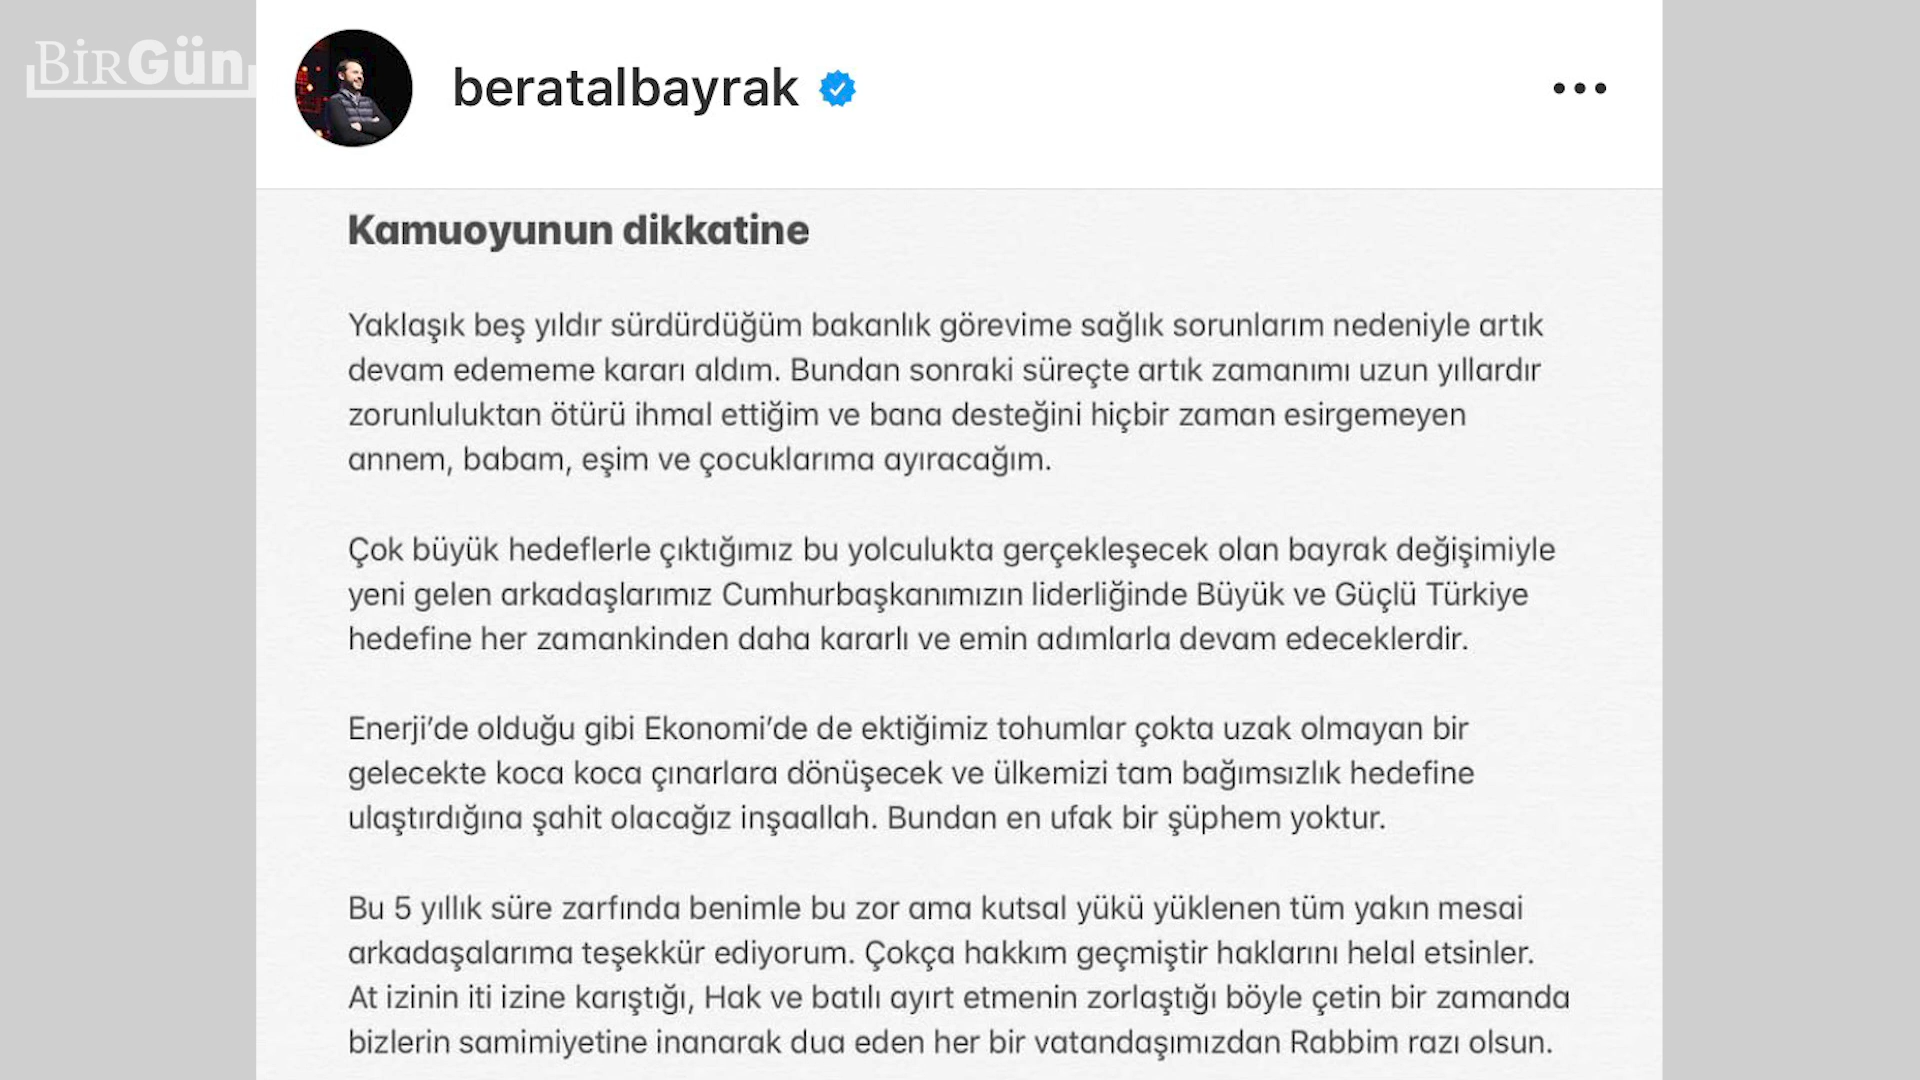 BirGün
beratalbayrak
Kamuoyunun dikkatine
Yaklaşık beş yıldır sürdürdüğüm bakanlık görevime sağlık sorunlarım nedeniyle artık
devam edememe kararı aldım. Bundan sonraki süreçte artık zamanımı uzun yıllardır
zorunluluktan ötürü ihmal ettiğim ve bana desteğini hiçbir zaman esirgemeyen
annem, babam, eşim ve çocuklarıma ayıracağım.
Çok büyük hedeflerle çıktığımız bu yolculukta gerçekleşecek olan bayrak değişimiyle
yeni gelen arkadaşlarımız Cumhurbaşkanımızın liderliğinde Büyük ve Güçlü Türkiye
hedefine her zamankinden daha kararlı ve emin adımlarla devam edeceklerdir.
Enerji’de olduğu gibi Ekonomi’de de ektiğimiz tohumlar çokta uzak olmayan bir
gelecekte koca koca çınarlara dönüşecek ve ülkemizi tam bağımsızlık hedefine
ulaştırdığına şahit olacağız inşaallah. Bundan en ufak bir şüphem yoktur.
Bu 5 yıllık süre zarfında benimle bu zor ama kutsal yükü yüklenen tüm yakın mesai
arkadaşalarıma teşekkür ediyorum. Çokça hakkım geçmiştir haklarını helal etsinler.
At izinin iti izine karıştığı, Hak ve batılı ayırt etmenin zorlaştığı böyle çetin bir zamanda
bizlerin samimiyetine inanarak dua eden her bir vatandaşımızdan Rabbim razı olsun.